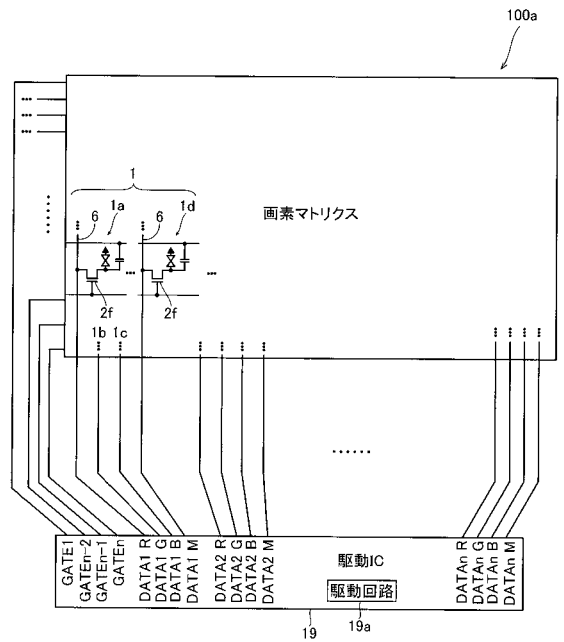 100a
画素マトリクス
1
6 1a 6 1d
2f 2f
1b 1c
GATE1
GATEn-2
GATEn-1
GATEn
DATA1 R
DATA1 G
DATA1 B
DATA1 M
DATA2 R
DATA2 G
DATA2 B
DATA2 M
駆動IC
駆動回路
DATAn R
DATAn G
DATAn B
DATAn M
19 19a